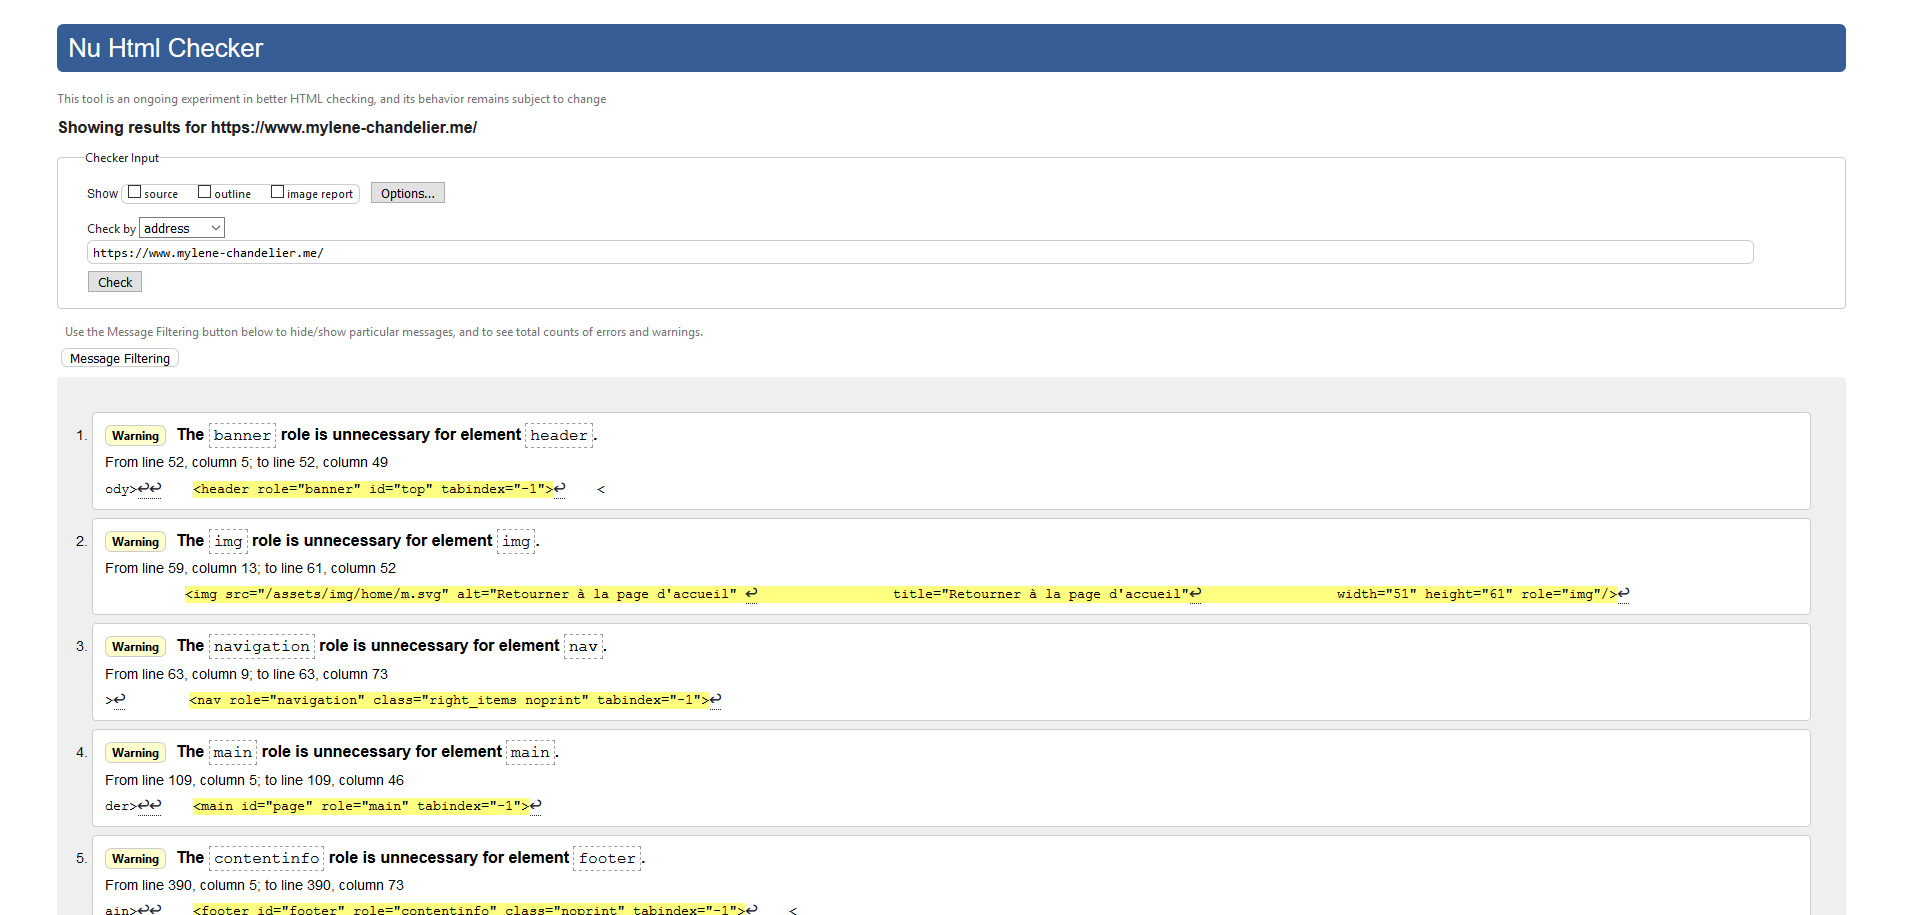 Nu Html Checker
This tool is an ongoing experiment in better HTML checking, and its behavior remains subject to change
Showing results for https://www.mylene-chandelier.me/
Checker Input
Show source outline image report Options...
Check by address
https://www.mylene-chandelier.me/
Check
Use the Message Filtering button below to hide/show particular messages, and to see total counts of errors and warnings.
Message Filtering
1. Warning The banner role is unnecessary for element header.
From line 52, column 5; to line 52, column 49
ody>↩↩ <header role="banner" id="top" tabindex="-1">↩ <
2. Warning The img role is unnecessary for element img.
From line 59, column 13; to line 61, column 52
<img src="/assets/img/home/m.svg" alt="Retourner à la page d'accueil" ↩ title="Retourner à la page d'accueil"↩ width="51" height="61" role="img"/>↩
3. Warning The navigation role is unnecessary for element nav.
From line 63, column 9; to line 63, column 73
>↩ <nav role="navigation" class="right_items noprint" tabindex="-1">↩
4. Warning The main role is unnecessary for element main.
From line 109, column 5; to line 109, column 46
der>↩↩ <main id="page" role="main" tabindex="-1">↩
5. Warning The contentinfo role is unnecessary for element footer.
From line 390, column 5; to line 390, column 73
ain>↩↩ <footer id="footer" role="contentinfo" class="noprint" tabindex="-1">↩ <